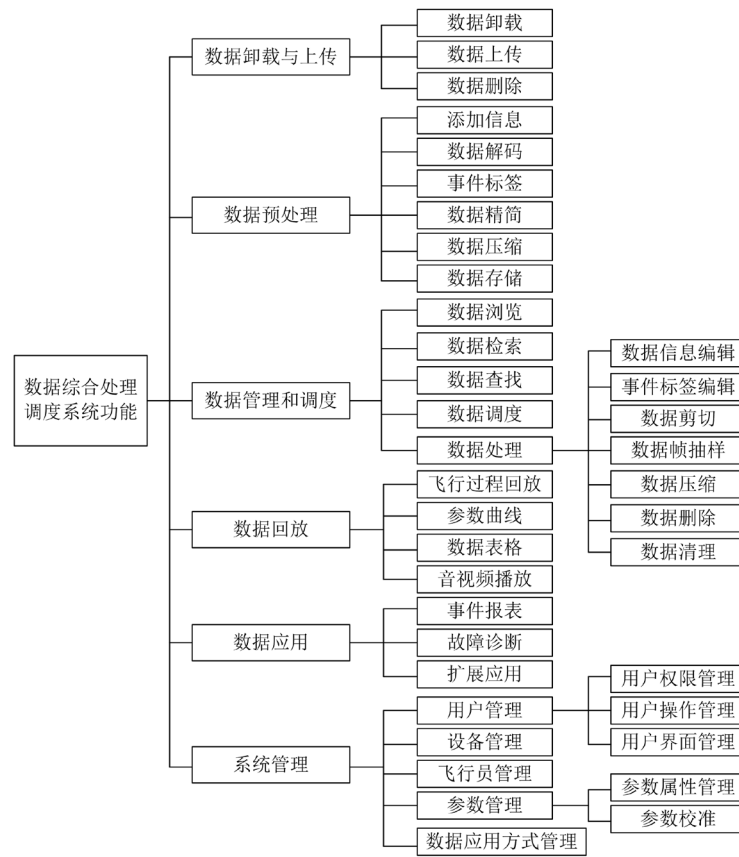 数据综合处理
调度系统功能
数据卸载与上传
数据卸载
数据上传
数据删除
数据预处理
添加信息
数据解码
事件标签
数据精简
数据压缩
数据存储
数据管理和调度
数据浏览
数据检索
数据查找
数据调度
数据处理
数据信息编辑
事件标签编辑
数据剪切
数据帧抽样
数据压缩
数据删除
数据清理
数据回放
飞行过程回放
参数曲线
数据表格
音视频播放
数据应用
事件报表
故障诊断
扩展应用
系统管理
用户管理
用户权限管理
用户操作管理
用户界面管理
设备管理
飞行员管理
参数管理
参数属性管理
参数校准
数据应用方式管理